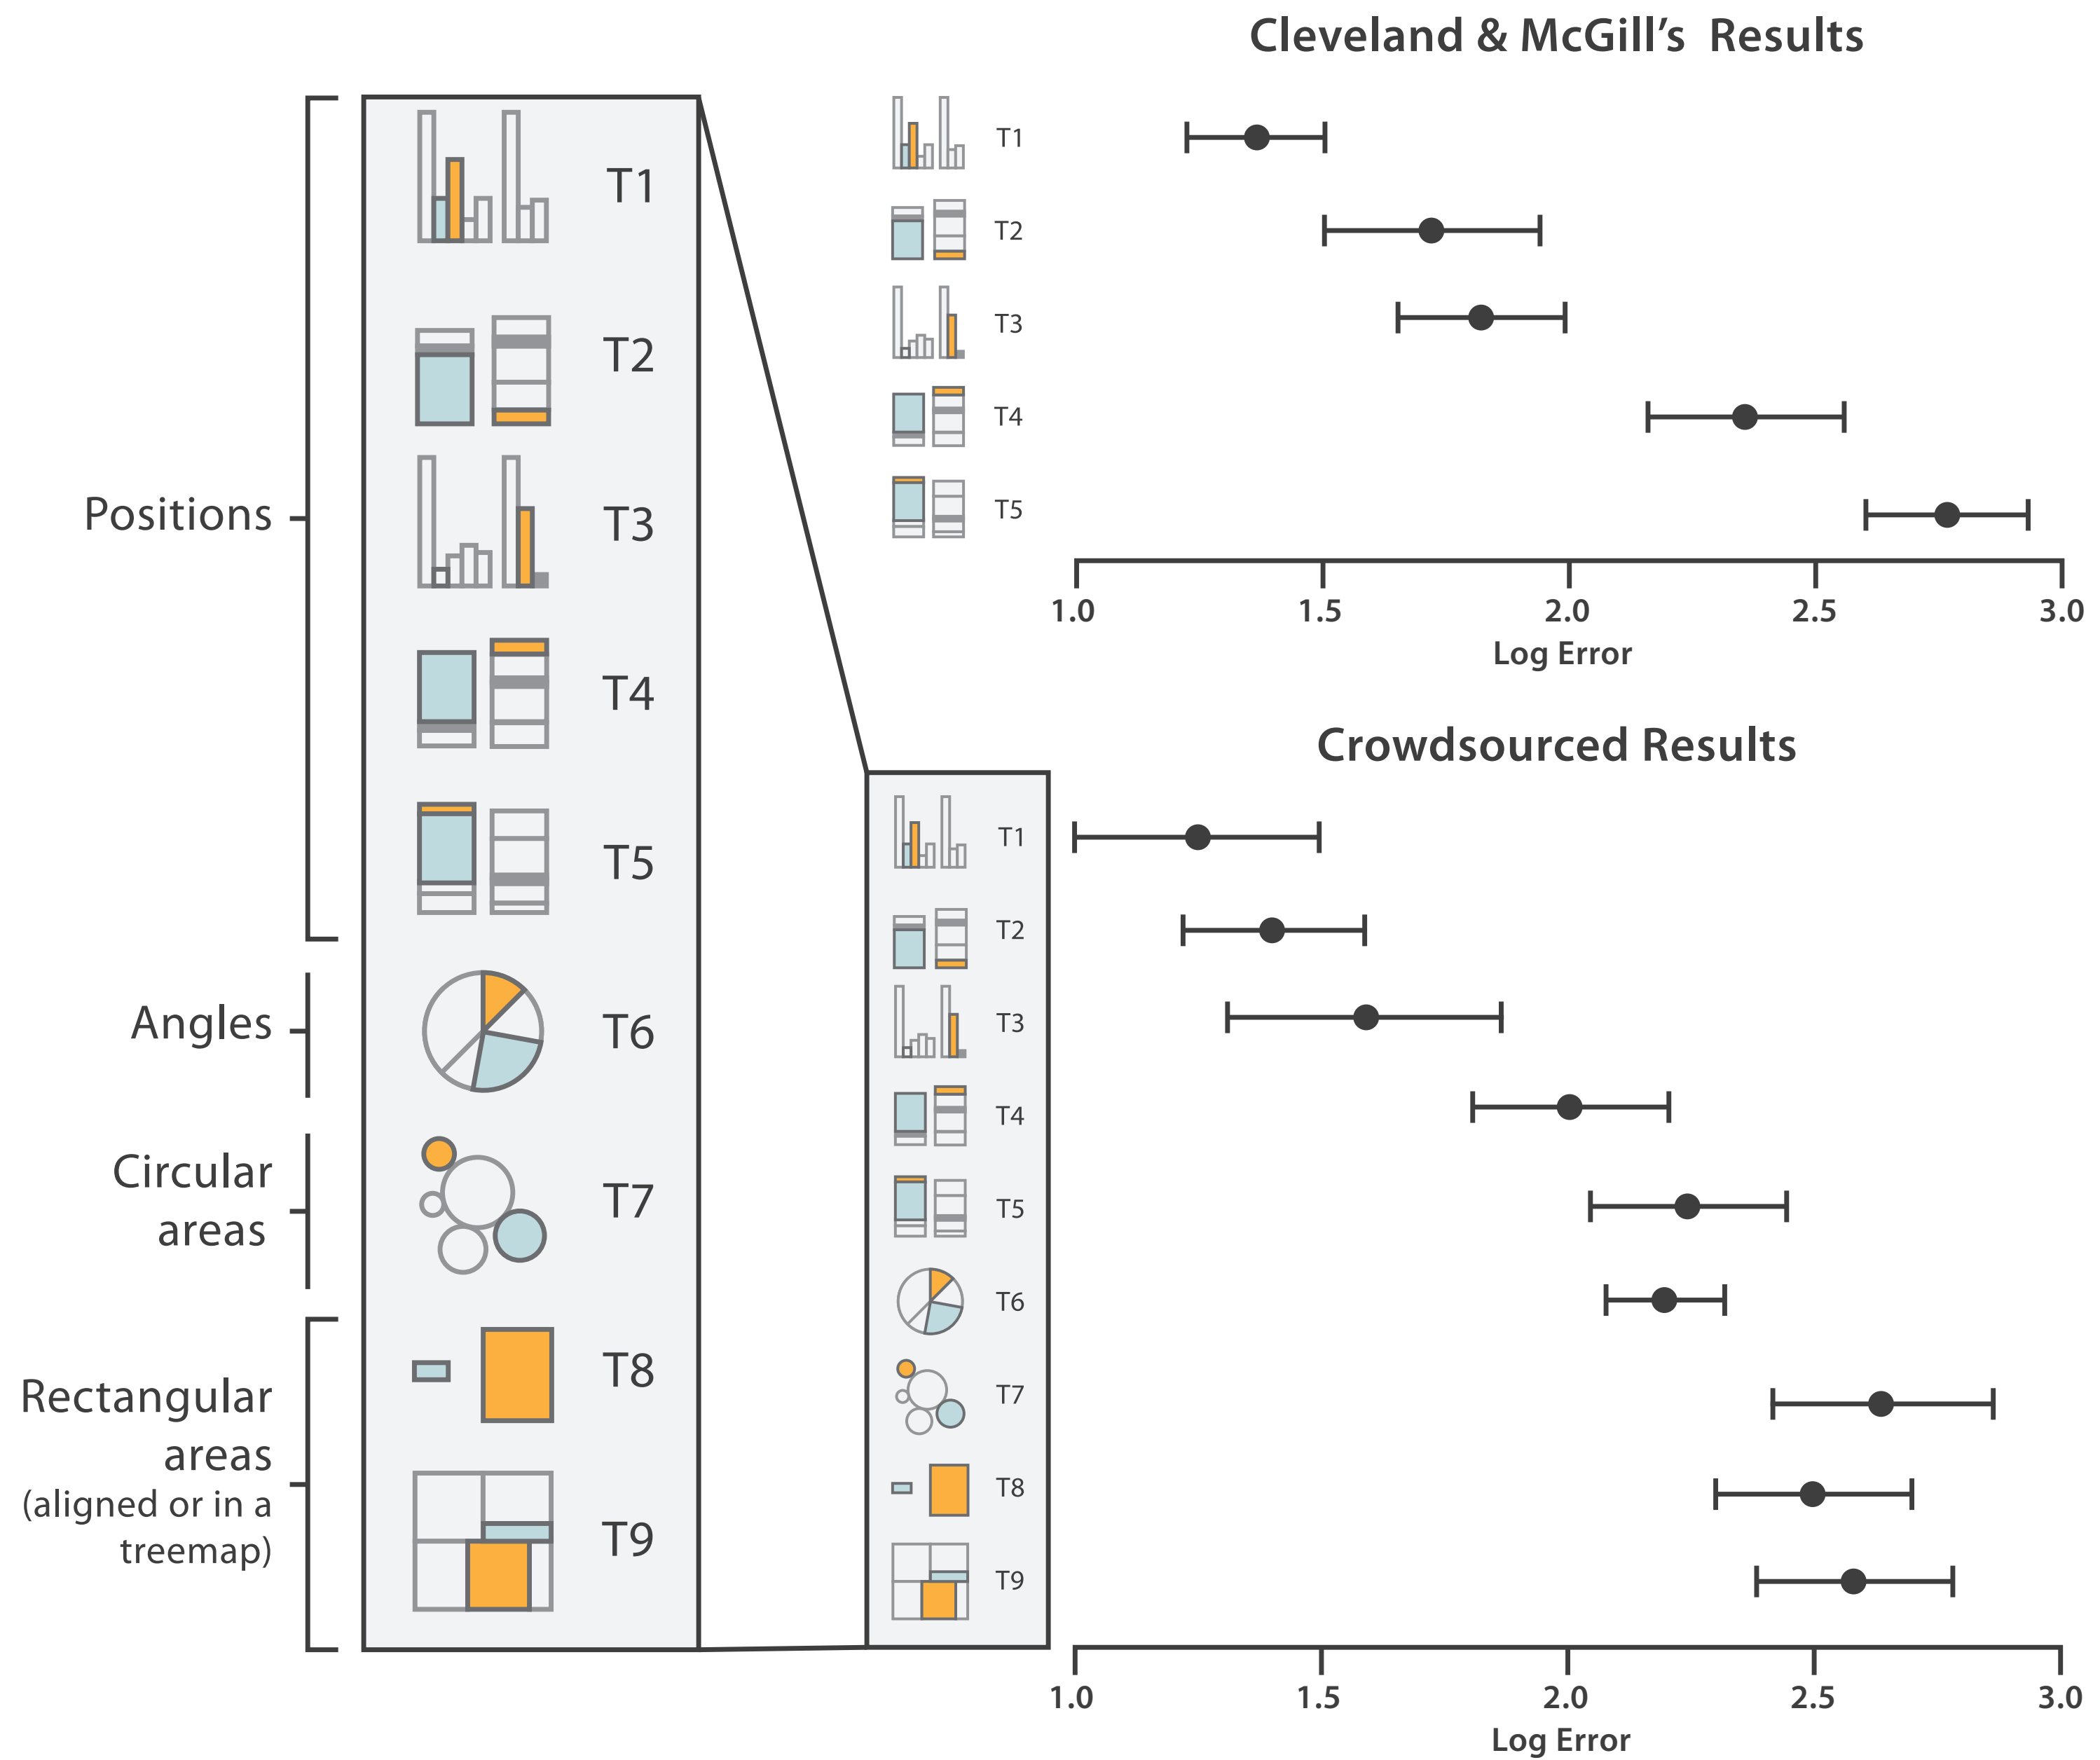 Cleveland & McGill's Results
T1
T2
T3
T4
T5
1.0 1.5 2.0 2.5 3.0
Log Error
Positions
Angles
Circular
areas
Rectangular
areas
(aligned or in a
treemap)
T1
T2
T3
T4
T5
T6
T7
T8
T9
Crowdsourced Results
T1
T2
T3
T4
T5
T6
T7
T8
T9
1.0 1.5 2.0 2.5 3.0
Log Error